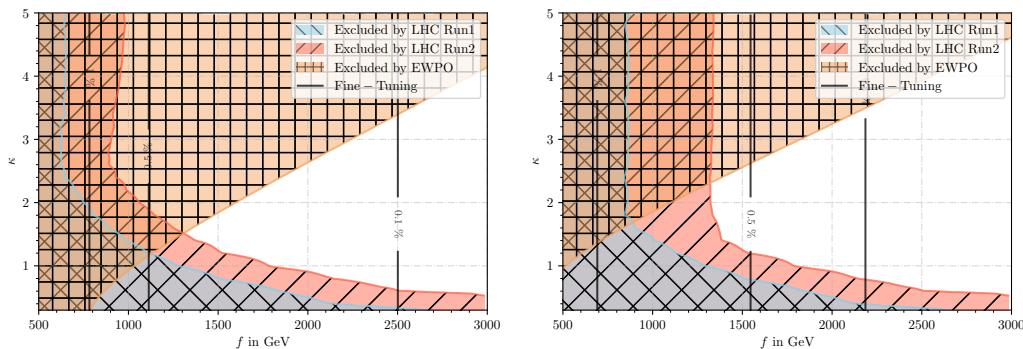 5
4
3
2
1
κ
500
1000
1500
2000
2500
3000
f in GeV
Excluded by LHC Run1
Excluded by LHC Run2
Excluded by EWPO
Fine − Tuning
0.1 %
5
4
3
2
1
κ
500
1000
1500
2000
2500
3000
f in GeV
Excluded by LHC Run1
Excluded by LHC Run2
Excluded by EWPO
Fine − Tuning
0.5 %